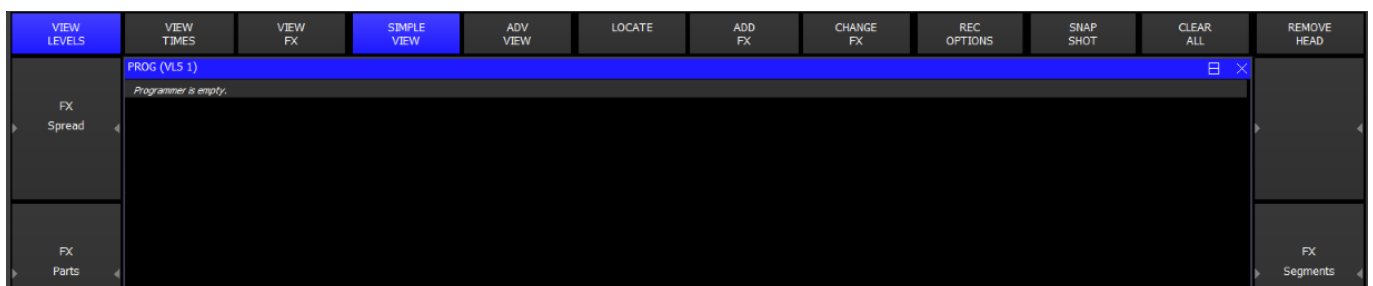 VIEW
LEVELS
VIEW
TIMES
VIEW
FX
SIMPLE
VIEW
ADV
VIEW
LOCATE
ADD
FX
CHANGE
FX
REC
OPTIONS
SNAP
SHOT
CLEAR
ALL
REMOVE
HEAD
PROG (VL5 1)
Programmer is empty.
FX
Spread
FX
Parts
FX
Segments